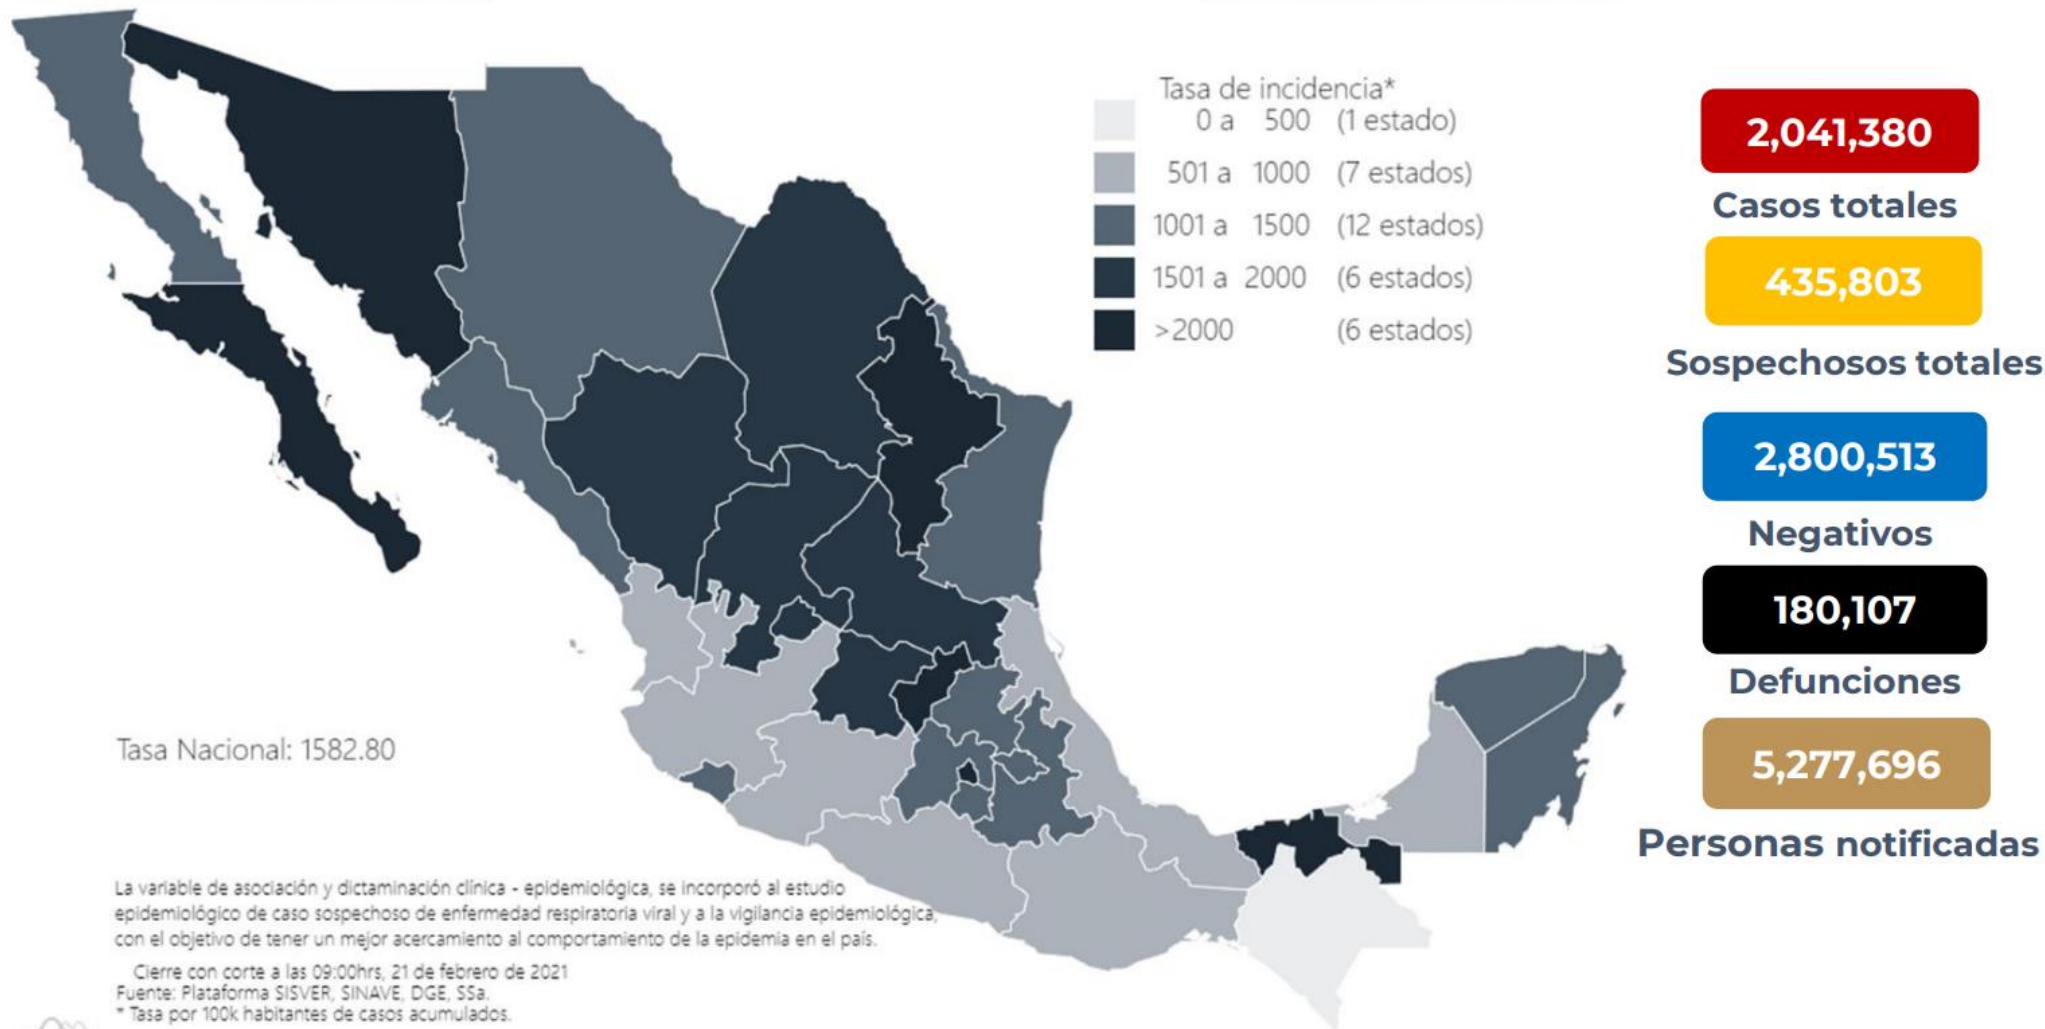 Tasa de incidencia*
0 a 500 (1 estado)
501 a 1000 (7 estados)
1001 a 1500 (12 estados)
1501 a 2000 (6 estados)
>2000 (6 estados)
2,041,380
Casos totales
435,803
Sospechosos totales
2,800,513
Negativos
180,107
Defunciones
5,277,696
Personas notificadas
Tasa Nacional: 1582.80
La variable de asociación y dictaminación clínica - epidemiológica, se incorporó al estudio
epidemiológico de caso sospechoso de enfermedad respiratoria viral y a la vigilancia epidemiológica,
con el objetivo de tener un mejor acercamiento al comportamiento de la epidemia en el país.
Cierre con corte a las 09:00hrs, 21 de febrero de 2021
Fuente: Plataforma SISVER, SINAVE, DGE, SSa.
* Tasa por 100k habitantes de casos acumulados.